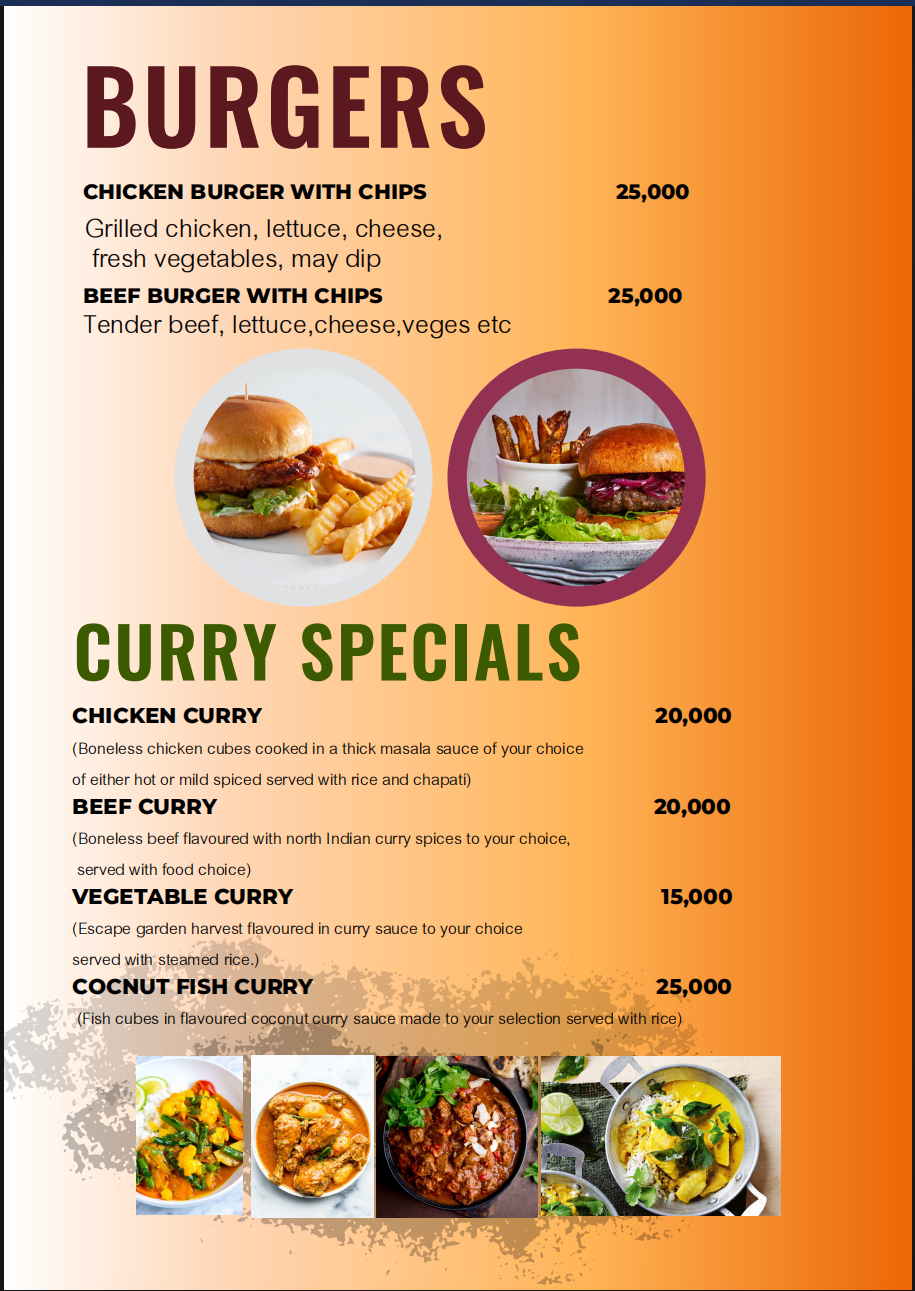 BURGERS
CHICKEN BURGER WITH CHIPS 25,000
Grilled chicken, lettuce, cheese,
fresh vegetables, may dip
BEEF BURGER WITH CHIPS 25,000
Tender beef, lettuce,cheese,veges etc
CURRY SPECIALS
CHICKEN CURRY 20,000
(Boneless chicken cubes cooked in a thick masala sauce of your choice
of either hot or mild spiced served with rice and chapati)
BEEF CURRY 20,000
(Boneless beef flavoured with north Indian curry spices to your choice,
served with food choice)
VEGETABLE CURRY 15,000
(Escape garden harvest flavoured in curry sauce to your choice
served with steamed rice.)
COCNUT FISH CURRY 25,000
(Fish cubes in flavoured coconut curry sauce made to your selection served with rice)